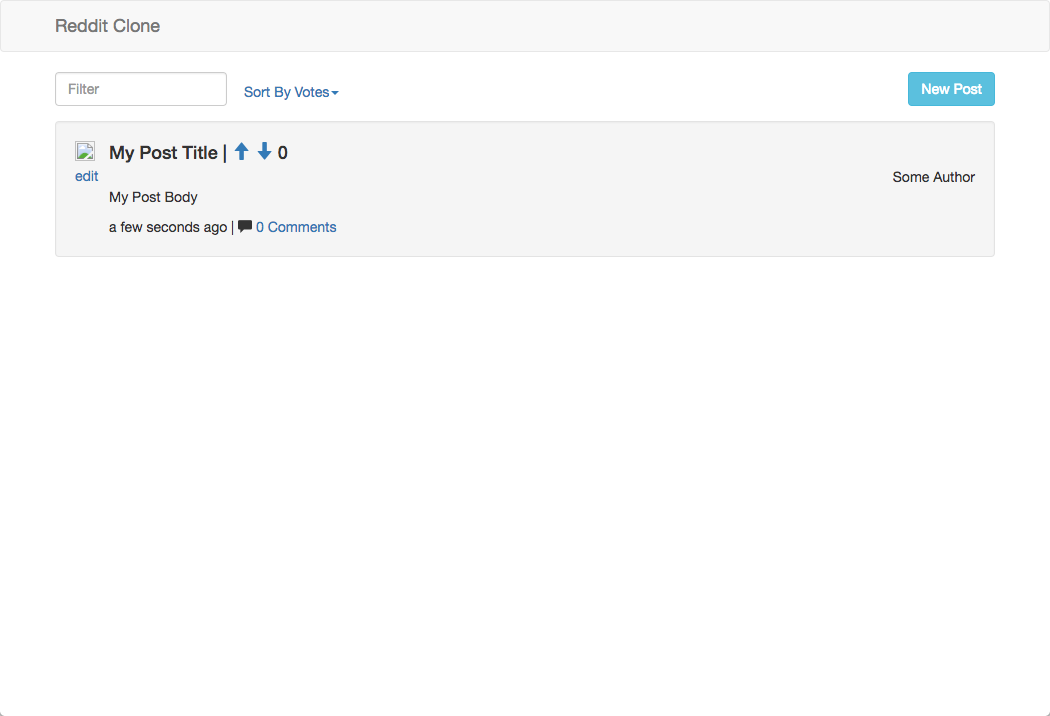 Reddit Clone
Filter Sort By Votes New Post
My Post Title | 0
edit Some Author
My Post Body
a few seconds ago | 0 Comments